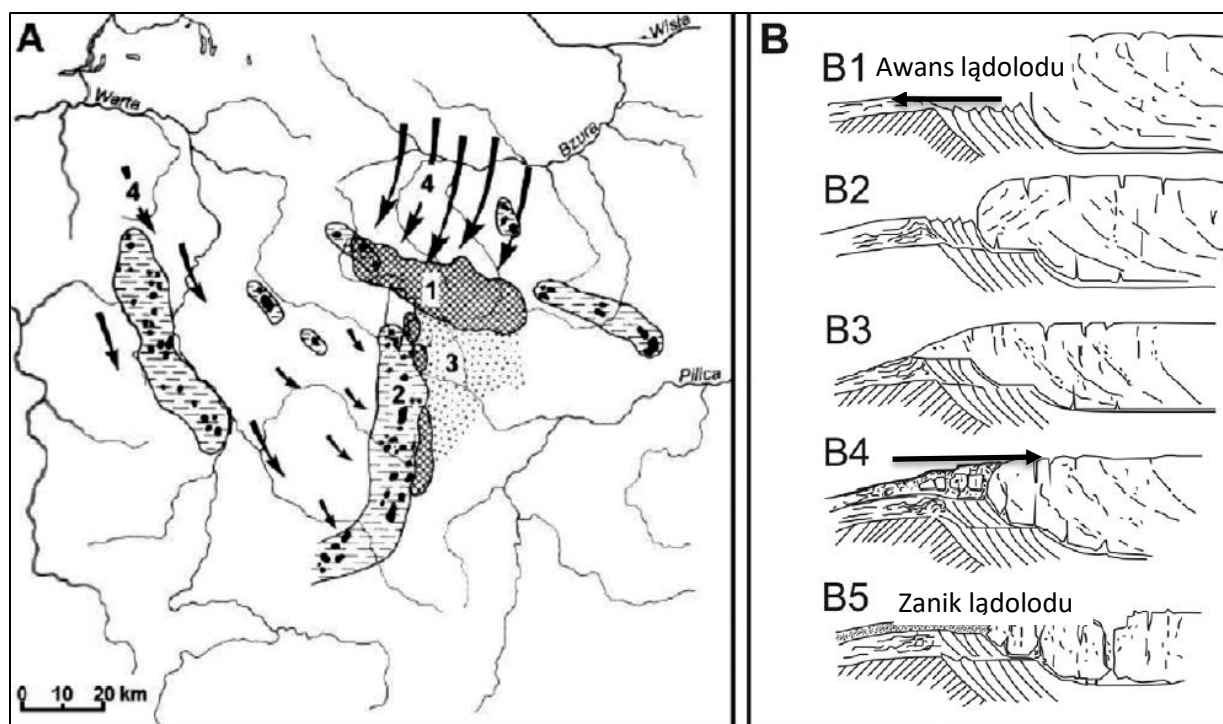 A
Wisła
Warta
Bzura
4
4
1
3
2
Pilica
0 10 20 km
B
B1 Awans lądolodu
B2
B3
B4
B5 Zanik lądolodu